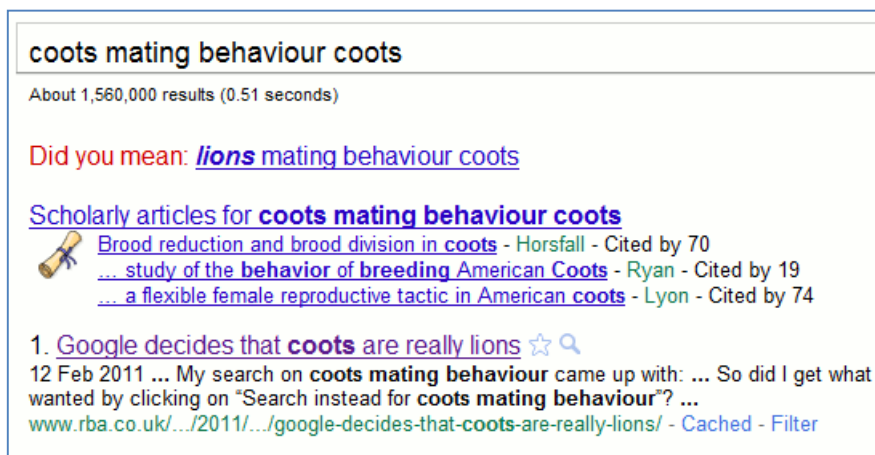 coots mating behaviour coots
About 1,560,000 results (0.51 seconds)
Did you mean: lions mating behaviour coots
Scholarly articles for coots mating behaviour coots
Brood reduction and brood division in coots - Horsfall - Cited by 70
... study of the behavior of breeding American Coots - Ryan - Cited by 19
... a flexible female reproductive tactic in American coots - Lyon - Cited by 74
1. Google decides that coots are really lions
12 Feb 2011 ... My search on coots mating behaviour came up with: ... So did I get what
wanted by clicking on “Search instead for coots mating behaviour”? ...
www.rba.co.uk/.../2011/.../google-decides-that-coots-are-really-lions/ - Cached - Filter